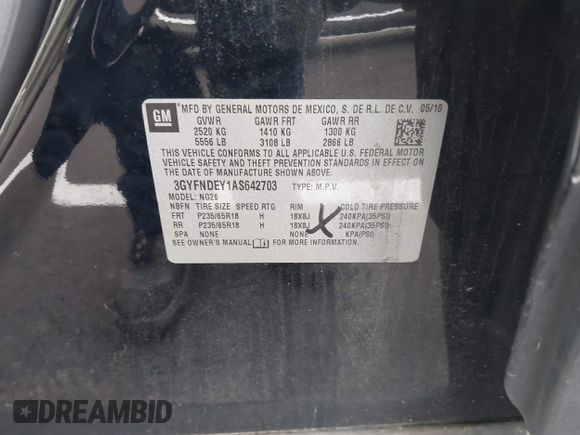 GM
MFD BY GENERAL MOTORS DE MEXICO, S. DE R.L. DE C.V. 05/10
GVWR GAWR FRT GAWR RR
2520 KG 1410 KG 1300 KG
5556 LB 3108 LB 2866 LB
THIS VEHICLE CONFORMS TO ALL APPLICABLE U.S. FEDERAL MOTOR
VEHICLE SAFETY AND THEFT PREVENTION STANDARDS IN EFFECT ON
THE DATE OF MANUFACTURE SHOWN ABOVE.
3GYFNDEY1AS642703 TYPE: M.P.V.
MODEL: NG26
NBFN TIRE SIZE SPEED RTG RIM COLD TIRE PRESSURE
FRT P235/65R18 H 18X8J 240KPA(35PSI)
RR P235/65R18 H 18X8J 240KPA(35PSI)
SPA NONE NONE KPA(PSI)
SEE OWNER'S MANUAL FOR MORE INFORMATION.
DREAMBID